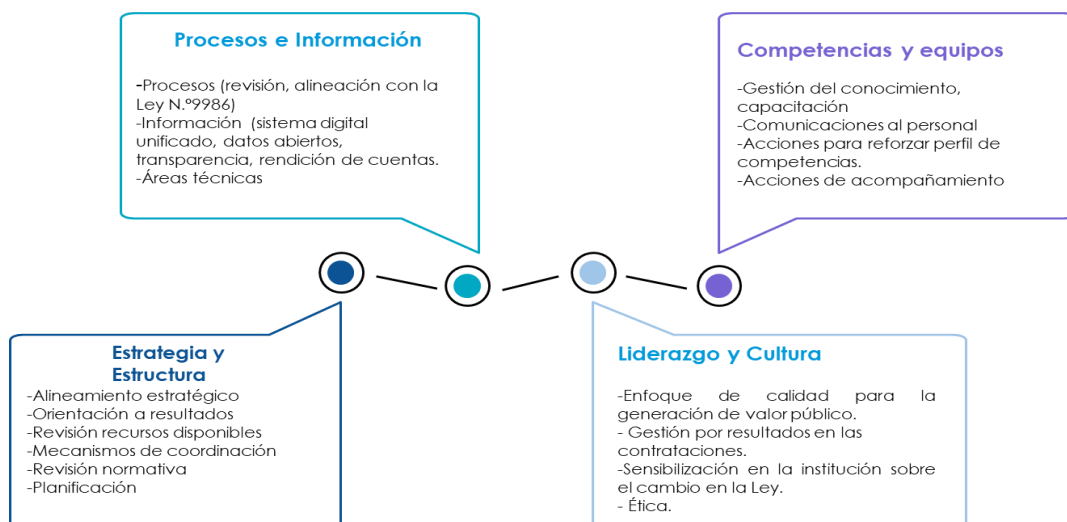 Procesos e Información
-Procesos (revisión, alineación con la
Ley N.°9986)
-Información (sistema digital
unificado, datos abiertos,
transparencia, rendición de cuentas.
-Áreas técnicas
Competencias y equipos
-Gestión del conocimiento,
capacitación
-Comunicaciones al personal
-Acciones para reforzar perfil de
competencias.
-Acciones de acompañamiento
Estrategia y
Estructura
-Alineamiento estratégico
-Orientación a resultados
-Revisión recursos disponibles
-Mecanismos de coordinación
-Revisión normativa
-Planificación
Liderazgo y Cultura
-Enfoque de calidad para la
generación de valor público.
- Gestión por resultados en las
contrataciones.
-Sensibilización en la institución sobre
el cambio en la Ley.
- Ética.